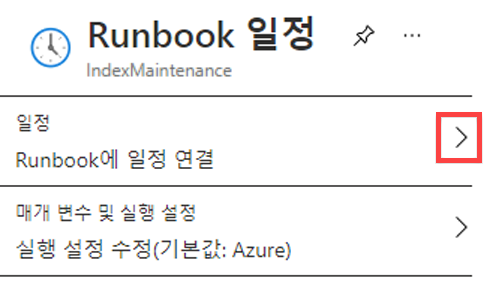 Runbook 일정
IndexMaintenance
일정
Runbook에 일정 연결
매개 변수 및 실행 설정
실행 설정 수정(기본값: Azure)